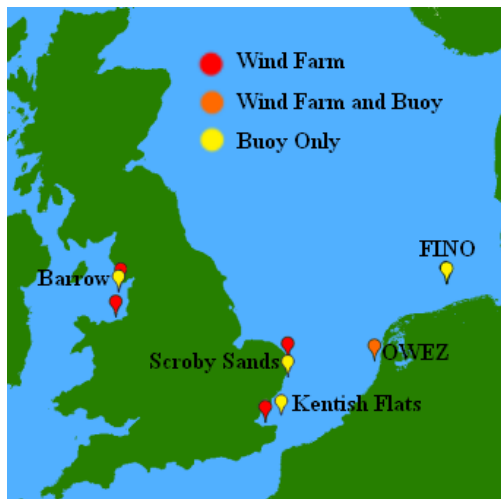 Wind Farm
Wind Farm and Buoy
Buoy Only
FINO
Barrow
OWEZ
Scroby Sands
Kentish Flats